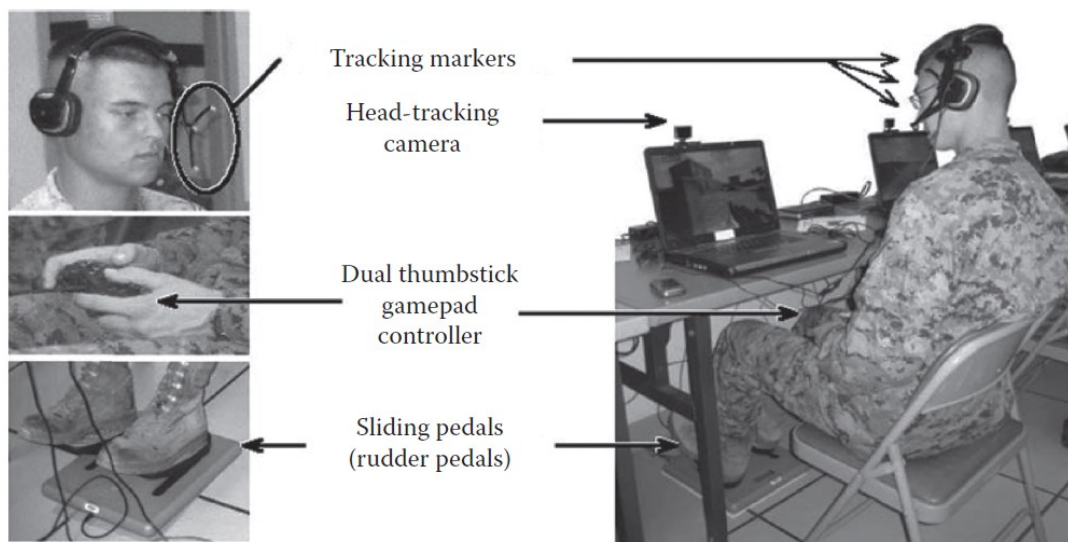 Tracking markers
Head-tracking
camera
Dual thumbstick
gamepad
controller
Sliding pedals
(rudder pedals)